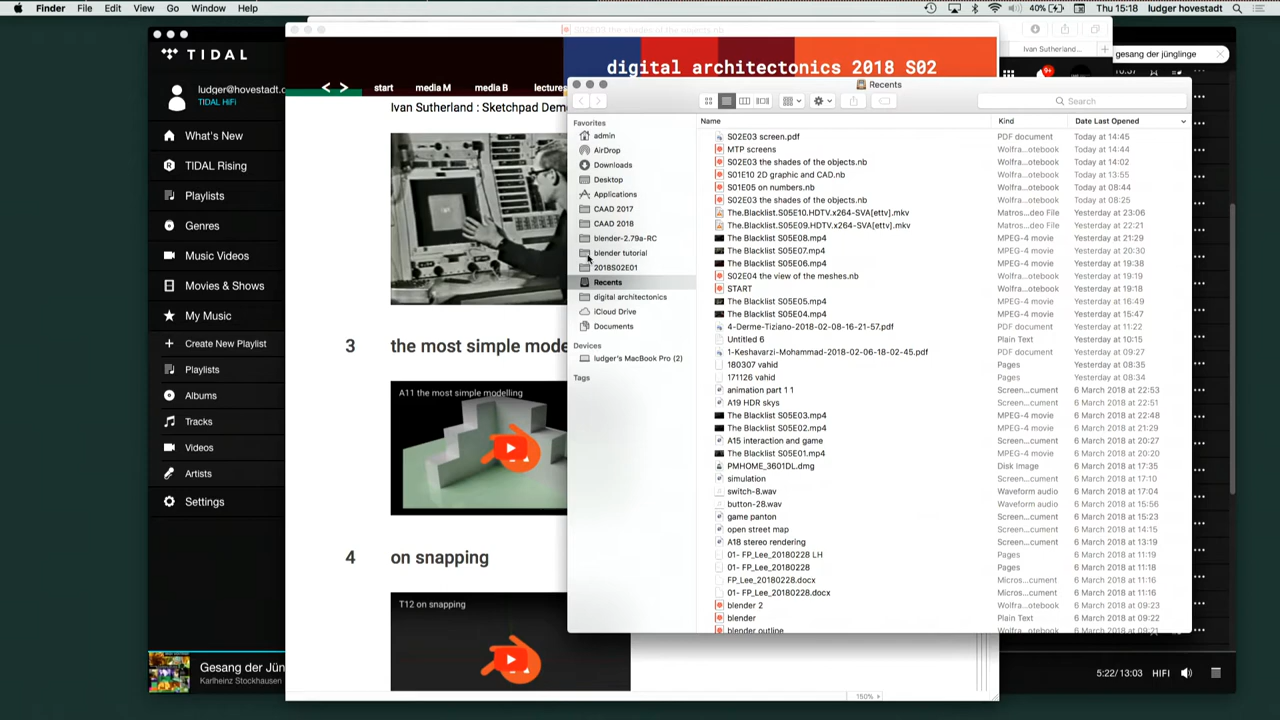 Finder File Edit View Go Window Help
40% Thu 15:18 ludger hovestadt
TIDAL
ludger@hovestadt.c
TIDAL HiFi
What's New
TIDAL Rising
Playlists
Genres
Music Videos
Movies & Shows
My Music
Create New Playlist
Playlists
Albums
Tracks
Videos
Artists
Settings
Gesang der Jün
Karlheinz Stockhausen
S02E03 the shades of the objects.nb
digital architectonics 2018 S02
< > start media M media B lectures
Ivan Sutherland : Sketchpad Dem
3 the most simple mode
A11 the most simple modelling
4 on snapping
T12 on snapping
150%
Ivan Sutherland...
gesang der jünglinge
9+
5:22/13:03 HIFI
Recents
Search
Favorites
admin
AirDrop
Downloads
Desktop
Applications
CAAD 2017
CAAD 2018
blender-2.79a-RC
blender tutorial
2018S02E01
Recents
digital architectonics
iCloud Drive
Documents
Devices
ludger's MacBook Pro (2)
Tags
Name Kind Date Last Opened
S02E03 screen.pdf PDF document Today at 14:45
MTP screens Wolfra...otebook Today at 14:44
S02E03 the shades of the objects.nb Wolfra...otebook Today at 14:02
S01E10 2D graphic and CAD.nb Wolfra...otebook Today at 13:55
S01E05 on numbers.nb Wolfra...otebook Today at 08:44
S02E03 the shades of the objects.nb Wolfra...otebook Today at 08:25
The.Blacklist.S05E10.HDTV.x264-SVA[ettv].mkv Matros...deo File Yesterday at 23:06
The.Blacklist.S05E09.HDTV.x264-SVA[ettv].mkv Matros...deo File Yesterday at 22:10
The Blacklist S05E08.mp4 MPEG-4 movie Yesterday at 21:29
The Blacklist S05E07.mp4 MPEG-4 movie Yesterday at 20:30
The Blacklist S05E06.mp4 MPEG-4 movie Yesterday at 19:38
S02E04 the view of the meshes.nb Wolfra...otebook Yesterday at 19:19
START Wolfra...otebook Yesterday at 19:04
The Blacklist S05E05.mp4 MPEG-4 movie Yesterday at 16:49
The Blacklist S05E04.mp4 MPEG-4 movie Yesterday at 15:47
4-Derme-Tiziano-2018-02-08-16-21-57.pdf PDF document Yesterday at 11:22
Untitled 6 Plain Text Yesterday at 10:15
1-Keshavarzi-Mohammad-2018-02-06-18-02-45.pdf PDF document Yesterday at 09:27
180307 vahid Pages Yesterday at 09:35
171126 vahid Pages Yesterday at 08:34
animation part 1 1 Screen...cument 6 March 2018 at 22:53
A19 HDR skys Screen...cument 6 March 2018 at 22:51
The Blacklist S05E03.mp4 MPEG-4 movie 6 March 2018 at 22:48
The Blacklist S05E02.mp4 MPEG-4 movie 6 March 2018 at 21:29
A15 interaction and game Screen...cument 6 March 2018 at 20:27
The Blacklist S05E01.mp4 MPEG-4 movie 6 March 2018 at 20:20
PMHOME_3601DL.dmg Disk Image 6 March 2018 at 17:35
simulation Screen...cument 6 March 2018 at 17:10
switch-8.wav Waveform audio 6 March 2018 at 17:04
button-28.wav Waveform audio 6 March 2018 at 15:56
game panton Screen...cument 6 March 2018 at 15:23
open street map Screen...cument 6 March 2018 at 14:15
A18 stereo rendering Screen...cument 6 March 2018 at 13:19
01- FP_Lee_20180228 LH Pages 6 March 2018 at 11:19
01- FP_Lee_20180228 Pages 6 March 2018 at 11:18
FP_Lee_20180228.docx Micros...cument 6 March 2018 at 11:16
01- FP_Lee_20180228.docx Micros...cument 6 March 2018 at 11:16
blender 2 Wolfra...otebook 6 March 2018 at 09:23
blender Plain Text 6 March 2018 at 09:22
blender outline Wolfra...otebook 6 March 2018 at 09:21